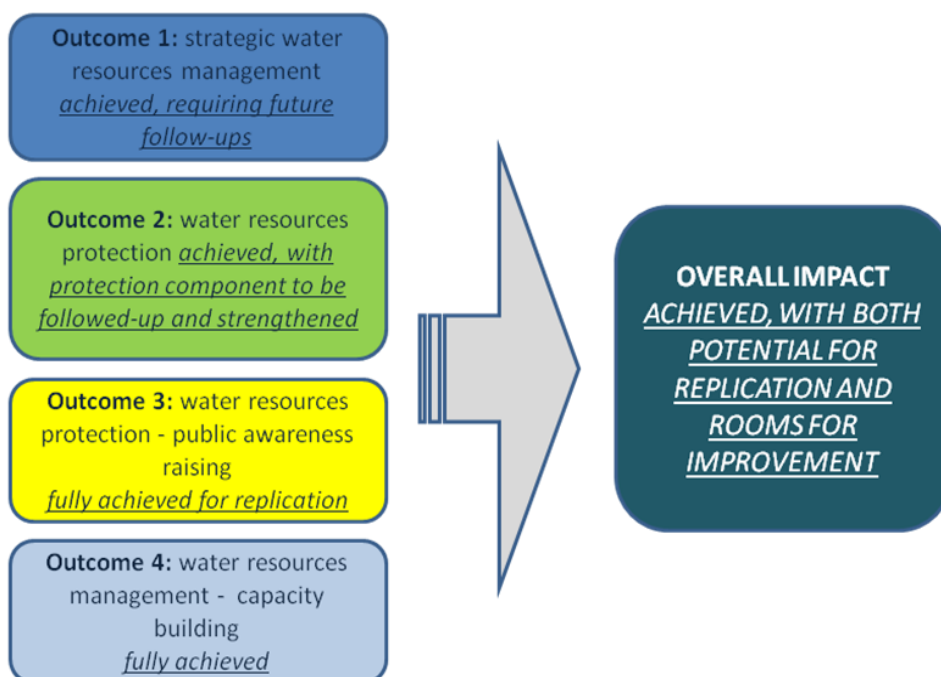 Outcome 1: strategic water
resources management
achieved, requiring future
follow-ups
Outcome 2: water resources
protection achieved, with
protection component to be
followed-up and strengthened
Outcome 3: water resources
protection - public awareness
raising
fully achieved for replication
Outcome 4: water resources
management - capacity
building
fully achieved
OVERALL IMPACT
ACHIEVED, WITH BOTH
POTENTIAL FOR
REPLICATION AND
ROOMS FOR
IMPROVEMENT